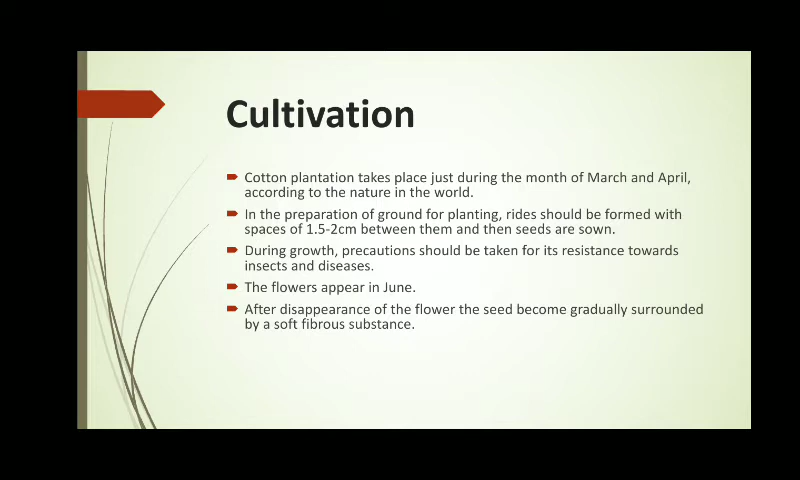 Cultivation
Cotton plantation takes place just during the month of March and April,
according to the nature in the world.
In the preparation of ground for planting, rides should be formed with
spaces of 1.5-2cm between them and then seeds are sown.
During growth, precautions should be taken for its resistance towards
insects and diseases.
The flowers appear in June.
After disappearance of the flower the seed become gradually surrounded
by a soft fibrous substance.